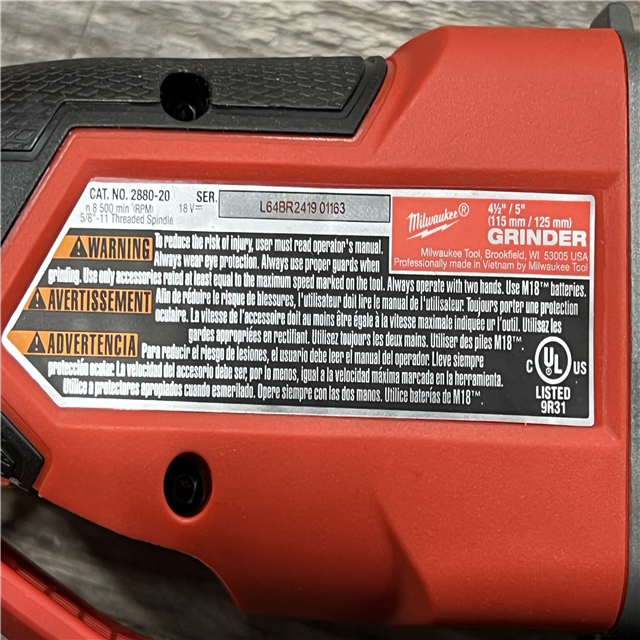 CAT. NO. 2880-20 SER.
n 8 500 min⁻¹(RPM) 18 V⎓ L64BR2419 01163
5/8"-11 Threaded Spindle
Milwaukee®
4½" / 5"
(115 mm / 125 mm)
GRINDER
Milwaukee Tool, Brookfield, WI 53005 USA
Professionally made in Vietnam by Milwaukee Tool
WARNING To reduce the risk of injury, user must read operator's manual.
Always wear eye protection. Always use proper guards when
grinding. Use only accessories rated at least equal to the maximum speed marked on the tool. Always operate with two hands. Use M18™ batteries.
AVERTISSEMENT Afin de réduire le risque de blessures, l'utilisateur doit lire le manuel de l'utilisateur. Toujours porter une protection
oculaire. La vitesse de l'accessoire doit au moins être égale à la vitesse maximale indiquée sur l'outil. Utilisez les
gardes appropriées en rectifiant. Utilisez toujours les deux mains. Utiliser des piles M18™.
ADVERTENCIA Para reducir el riesgo de lesiones, el usuario debe leer el manual del operador. Lleve siempre
protección ocular. La velocidad del accesorio debe ser, por lo menos, igual a la velocidad máxima marcada en la herramienta.
Utilice a protectores apropiados cuando esmerilado. Opere siempre con las dos manos. Utilice baterías de M18™.
C UL US
LISTED
9R31